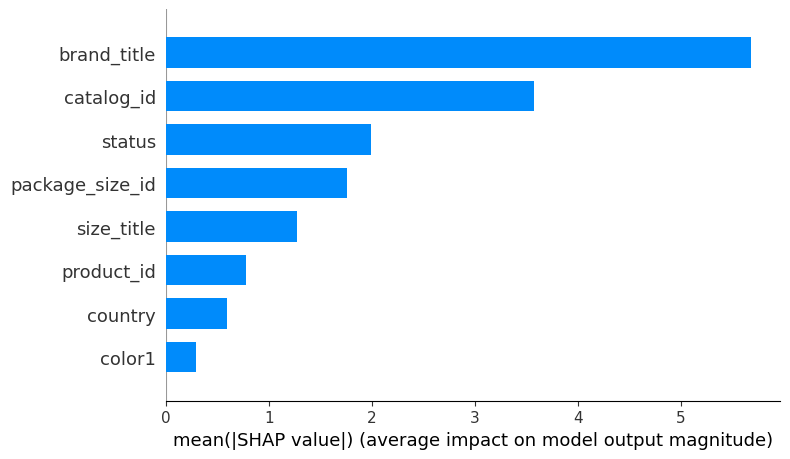 brand_title
catalog_id
status
package_size_id
size_title
product_id
country
color1
0 1 2 3 4 5
mean(|SHAP value|) (average impact on model output magnitude)